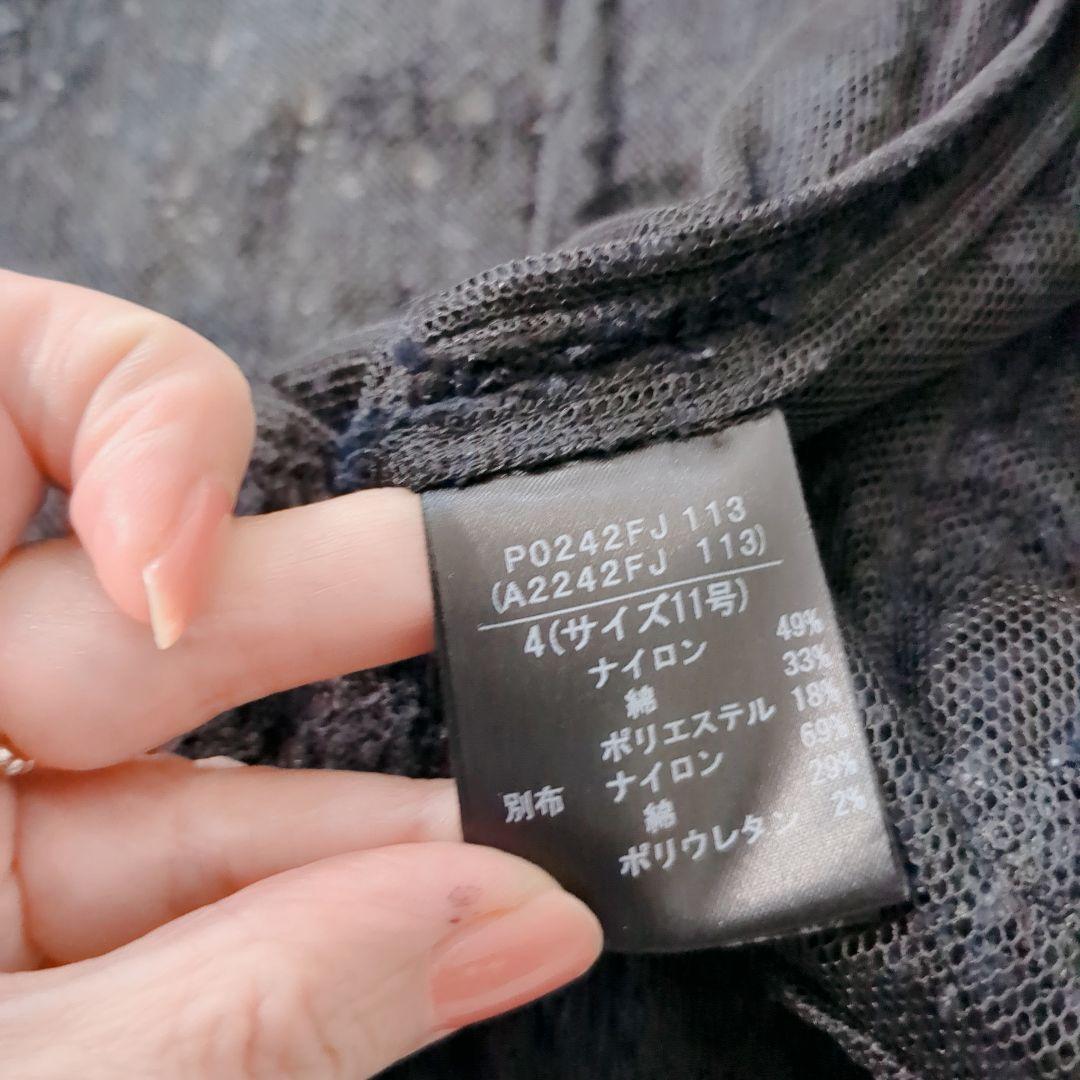 P0242FJ 113
(A2242FJ 113)
4(サイズ11号)
ナイロン 49%
綿 33%
ポリエステル 18%
別布 ナイロン 69%
綿 29%
ポリウレタン 2%